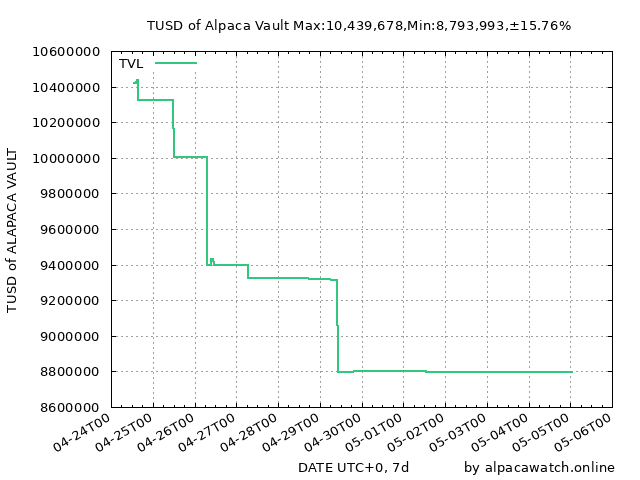 TUSD of Alpaca Vault Max:10,439,678,Min:8,793,993,±15.76%
TVL
TUSD of ALAPACA VAULT
10600000
10400000
10200000
10000000
9800000
9600000
9400000
9200000
9000000
8800000
8600000
04-24T00
04-25T00
04-26T00
04-27T00
04-28T00
04-29T00
04-30T00
05-01T00
05-02T00
05-03T00
05-04T00
05-05T00
05-06T00
DATE UTC+0, 7d
by alpacawatch.online